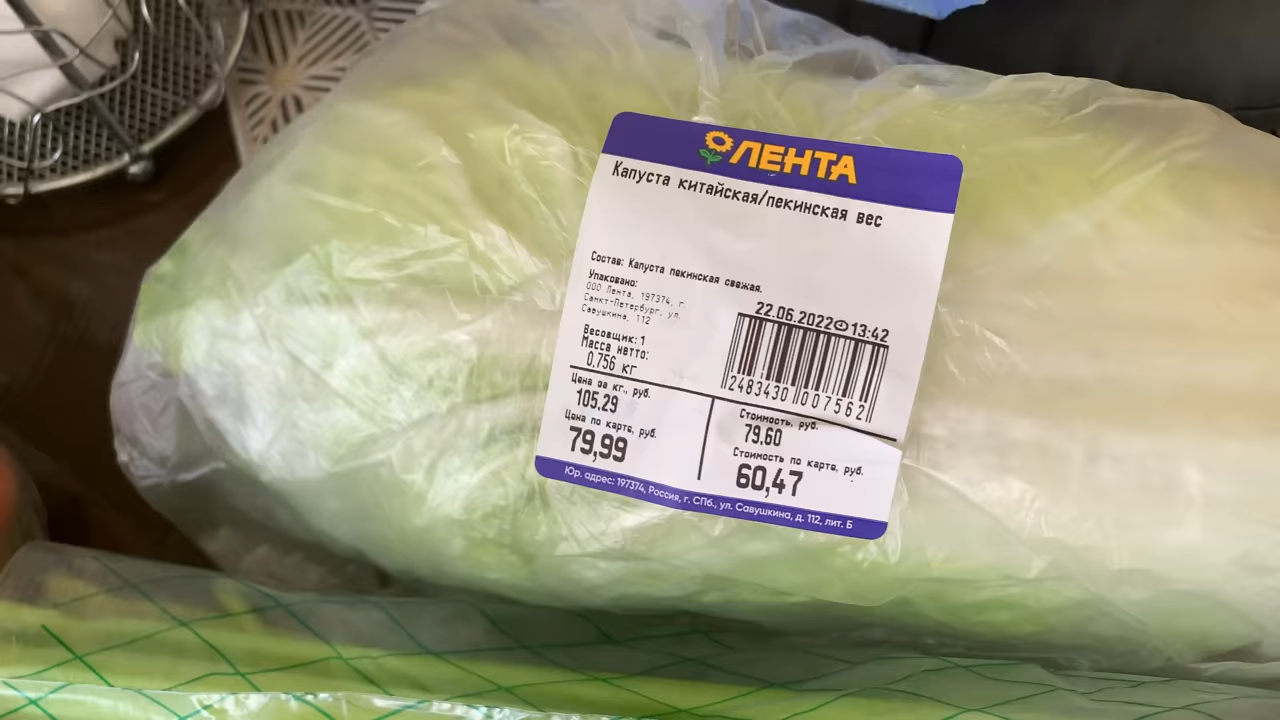 ЛЕНТА
Капуста китайская/пекинская вес
Состав: Капуста пекинская свежая.
Упаковано:
ООО Лента, 197374, г.
Санкт-Петербург, ул.
Савушкина, 112
22.06.2022 13:42
Весовщик: 1
Масса нетто:
0,756 кг
2483430 007562
Цена за кг., руб.
105.29
Цена по карте, руб.
79,99
Стоимость, руб.
79.60
Стоимость по карте, руб.
60,47
Юр. адрес: 197374, Россия, г. СПб., ул. Савушкина, д. 112, лит. Б